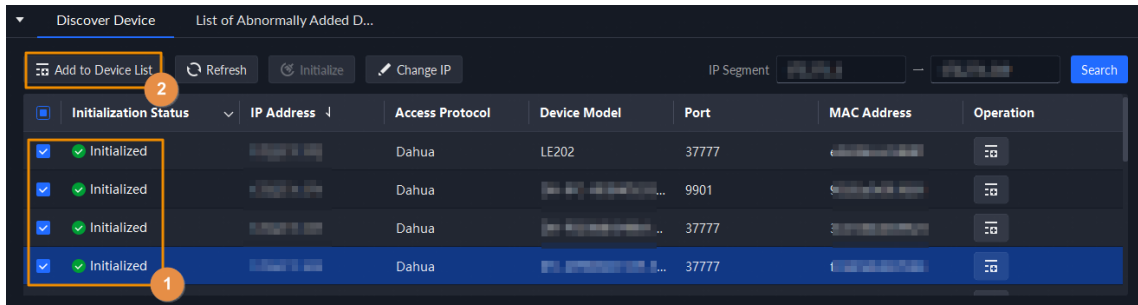 Discover Device List of Abnormally Added D...
Add to Device List Refresh Initialize Change IP IP Segment — Search
2
Initialization Status IP Address Access Protocol Device Model Port MAC Address Operation
Initialized Dahua LE202 37777
Initialized Dahua ... 9901
Initialized Dahua .. 37777
Initialized Dahua ... 37777
1